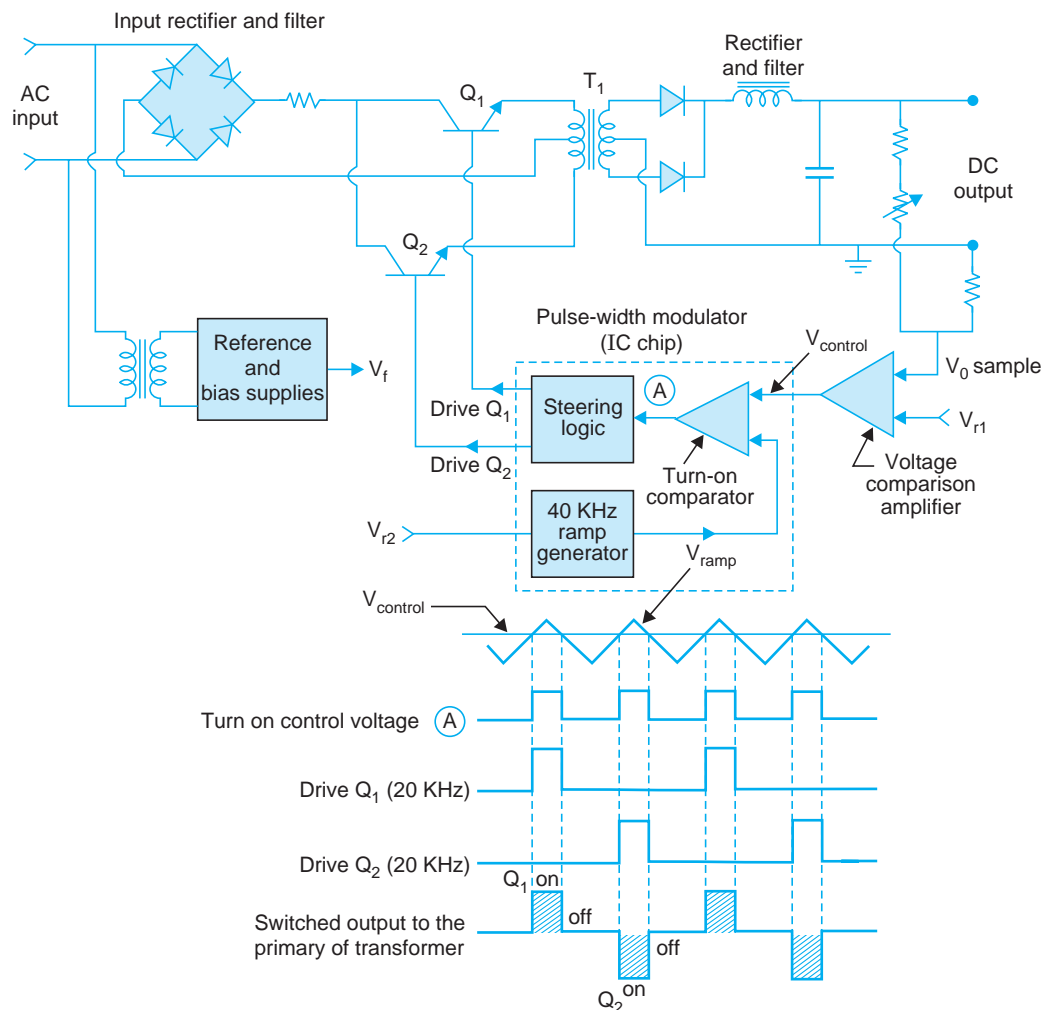 Input rectifier and filter
AC
input
Q1
T1
Rectifier
and filter
DC
output
Q2
Reference
and
bias supplies
Vf
Pulse-width modulator
(IC chip)
Vcontrol
V0 sample
Vr1
Drive Q1
Drive Q2
Steering
logic
A
Turn-on
comparator
Voltage
comparison
amplifier
Vr2
40 KHz
ramp
generator
Vramp
Vcontrol
Turn on control voltage A
Drive Q1 (20 KHz)
Drive Q2 (20 KHz)
Q1 on
off
Switched output to the
primary of transformer
off
Q2 on